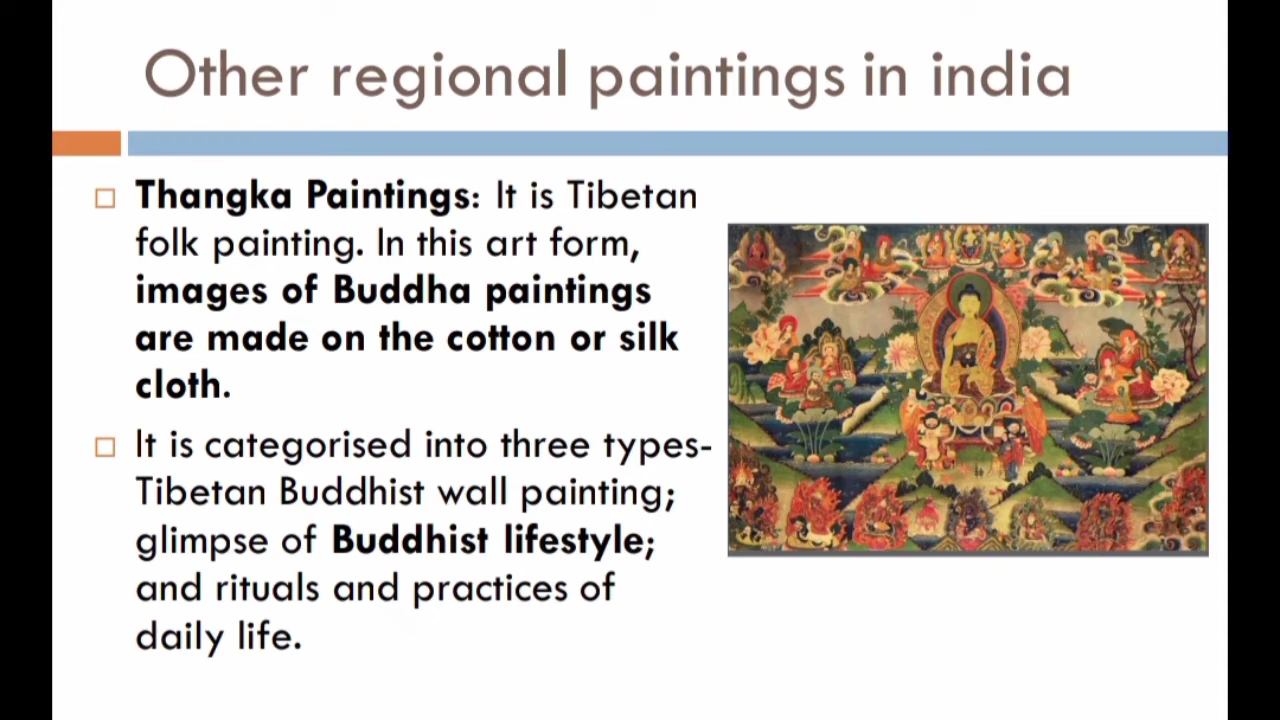 Other regional paintings in india
Thangka Paintings: It is Tibetan
folk painting. In this art form,
images of Buddha paintings
are made on the cotton or silk
cloth.
It is categorised into three types-
Tibetan Buddhist wall painting;
glimpse of Buddhist lifestyle;
and rituals and practices of
daily life.